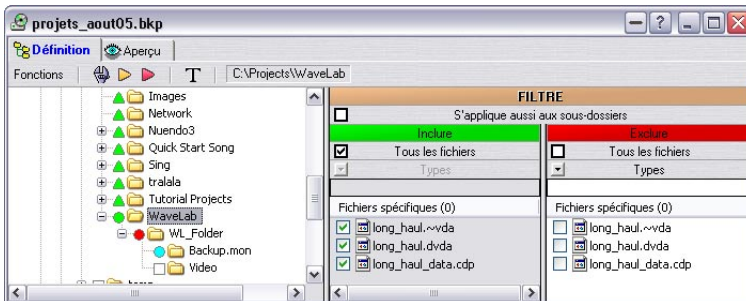 projets_aout05.bkp
Définition Aperçu
Fonctions T C:\Projects\WaveLab
Images
Network
Nuendo3
Quick Start Song
Sing
tralala
Tutorial Projects
WaveLab
WL_Folder
Backup.mon
Video
FILTRE
S'applique aussi aux sous-dossiers
Inclure
Tous les fichiers
Types
Fichiers spécifiques (0)
long_haul.~vda
long_haul.dvda
long_haul_data.cdp
Exclure
Tous les fichiers
Types
Fichiers spécifiques (0)
long_haul.~vda
long_haul.dvda
long_haul_data.cdp